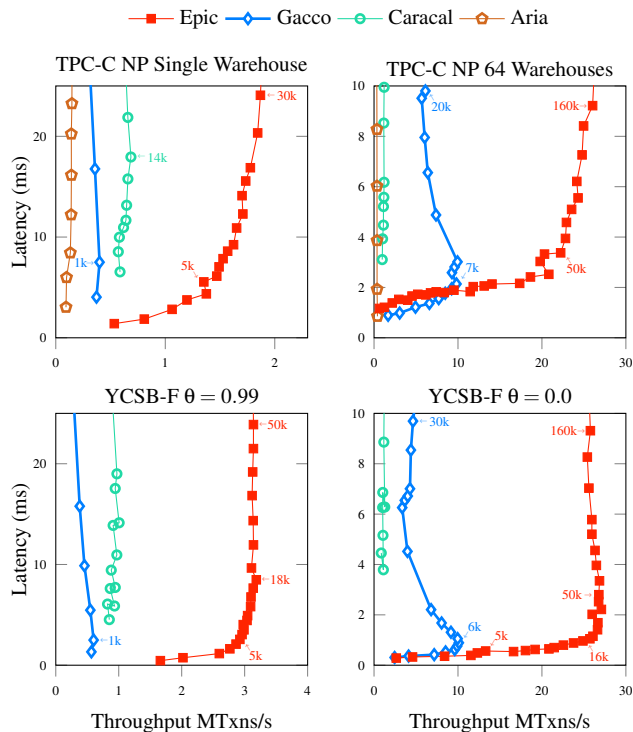 Epic Gacco Caracal Aria
TPC-C NP Single Warehouse
TPC-C NP 64 Warehouses
Latency (ms)
20
10
0
0 1 2
30k
14k
1k
5k
10
8
6
4
2
0
0 10 20 30
160k
20k
7k
50k
YCSB-F θ = 0.99
YCSB-F θ = 0.0
Latency (ms)
20
10
0
0 1 2 3 4
50k
18k
1k
5k
10
8
6
4
2
0
0 10 20 30
30k
160k
50k
6k
5k
16k
Throughput MTxns/s
Throughput MTxns/s